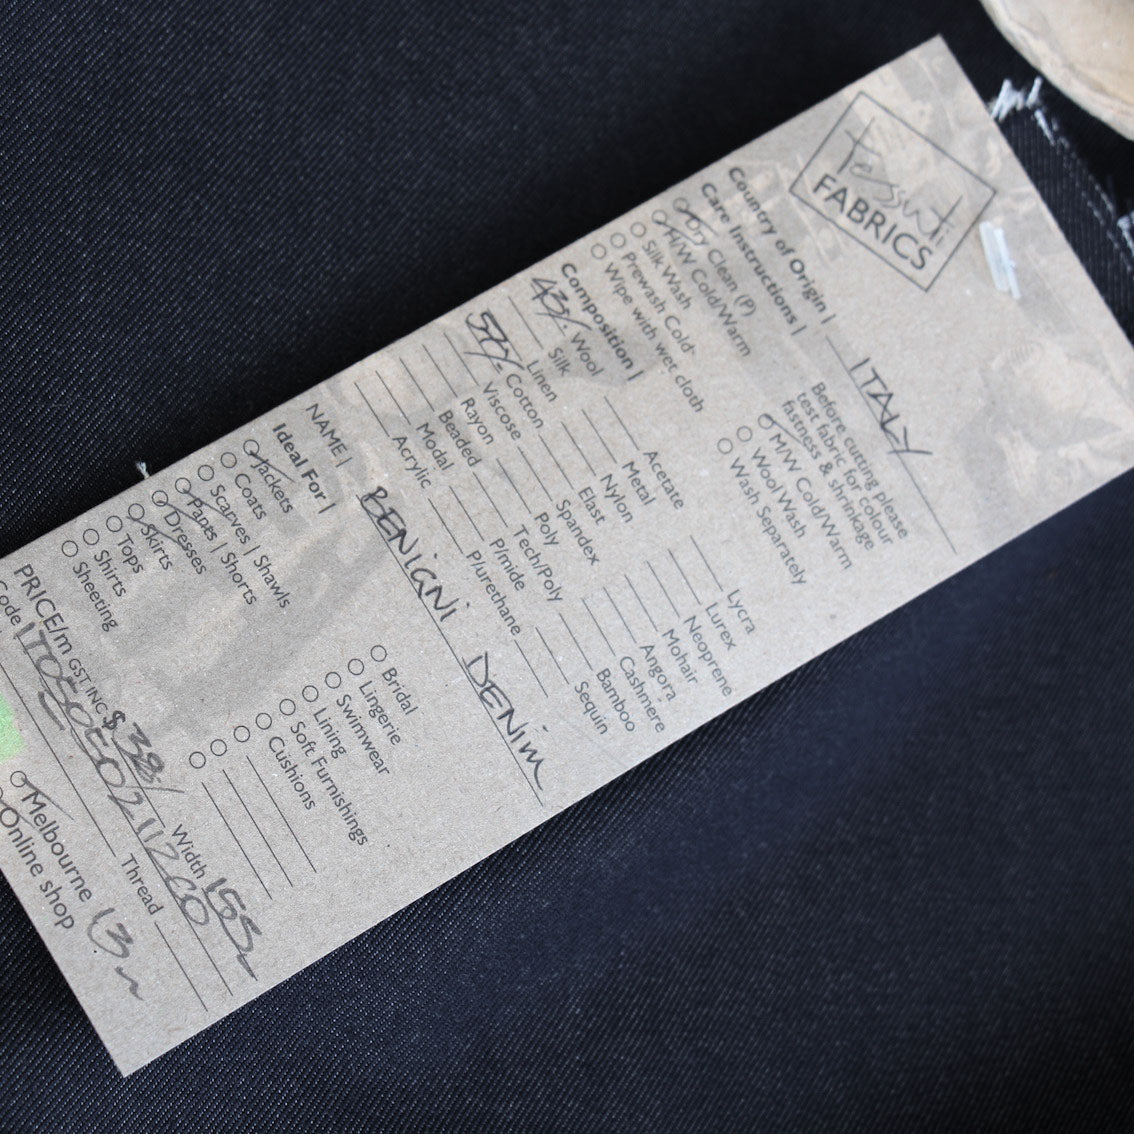 Tessuti
FABRICS
Country of Origin | ITALY
Care Instructions |
Dry Clean (P)
H/W Cold/Warm
Silk Wash
Prewash Cold
Wipe with wet cloth
Before cutting please
test fabric for colour
fastness & shrinkage
M/W Cold/Warm
Wool Wash
Wash Separately
Composition |
43% Wool
Silk
Linen
57% Cotton
Viscose
Rayon
Beaded
Modal
Acrylic
Acetate
Metal
Nylon
Elast
Spandex
Poly
Tech/Poly
P/mide
P/urethane
Lycra
Lurex
Neoprene
Mohair
Angora
Cashmere
Bamboo
Sequin
NAME | BENIGNI DENIM
Ideal For |
Jackets
Coats
Scarves | Shawls
Pants | Shorts
Dresses
Skirts
Tops
Shirts
Sheeting
Bridal
Lingerie
Swimwear
Lining
Soft Furnishings
Cushions
PRICE/m GST INC $38 Width 155
Code | Thread
Melbourne 13m
Online shop